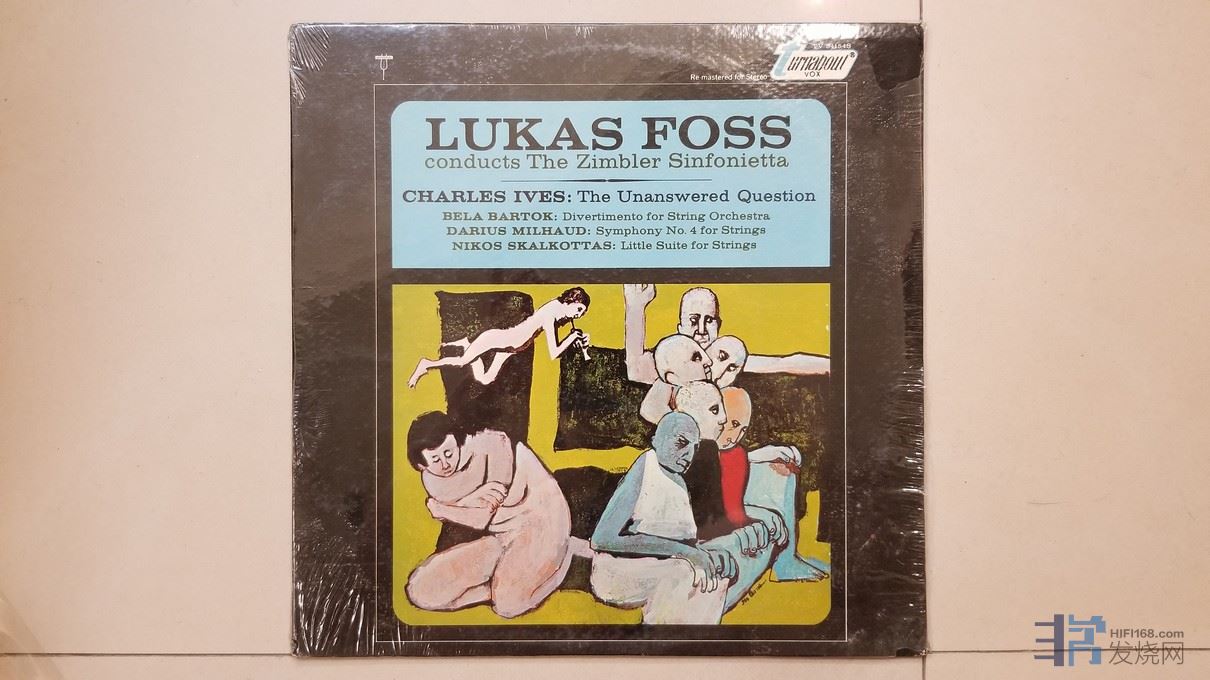 TV 34154S
turnabout®
VOX
Re mastered for Stereo
LUKAS FOSS
conducts The Zimbler Sinfonietta
CHARLES IVES: The Unanswered Question
BELA BARTOK: Divertimento for String Orchestra
DARIUS MILHAUD: Symphony No. 4 for Strings
NIKOS SKALKOTTAS: Little Suite for Strings
HIFI168.com
发烧网